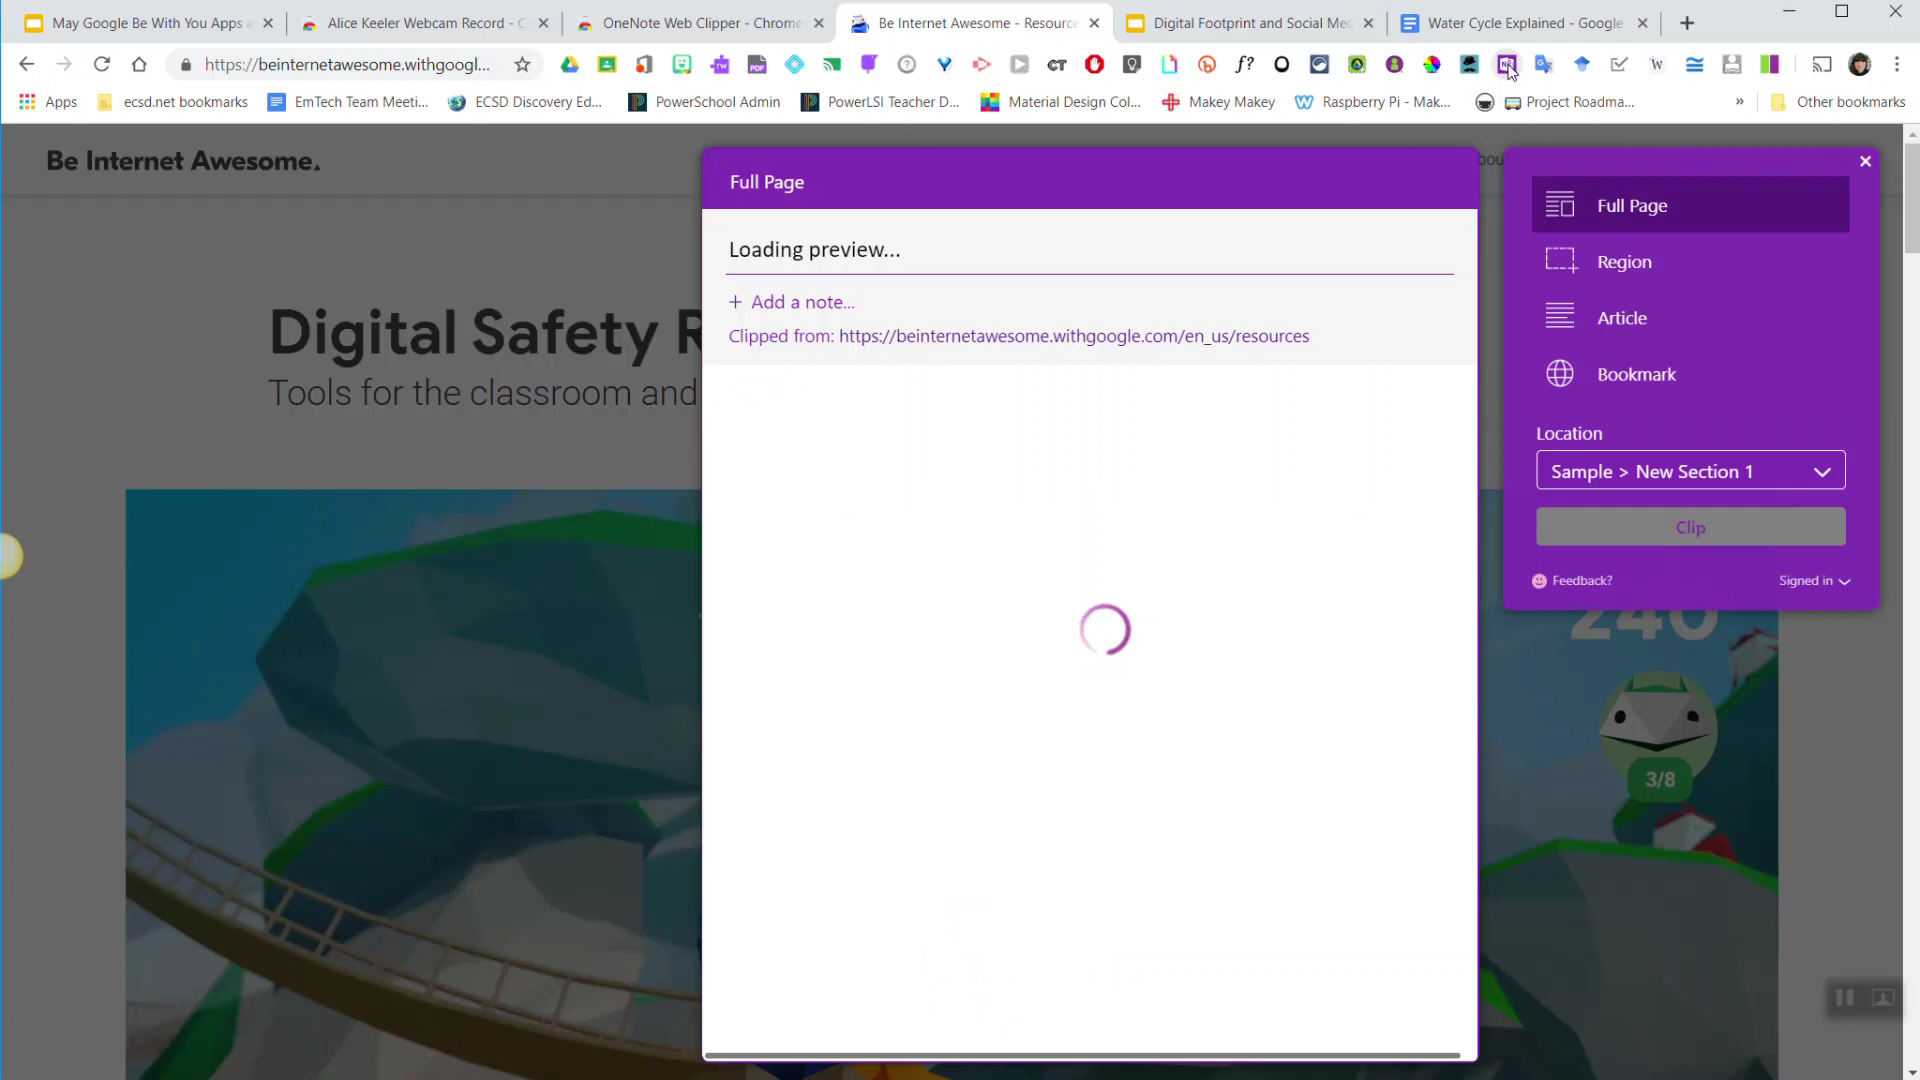 May Google Be With You Apps a
Alice Keeler Webcam Record - C
OneNote Web Clipper - Chrome
Be Internet Awesome - Resource
Digital Footprint and Social Med
Water Cycle Explained - Google
https://beinternetawesome.withgoogl...
PDF
CT
f?
W
Apps
ecsd.net bookmarks
EmTech Team Meeti...
ECSD Discovery Ed...
PowerSchool Admin
PowerLSI Teacher D...
Material Design Col...
Makey Makey
Raspberry Pi - Mak...
Project Roadma...
»
Other bookmarks
Be Internet Awesome.
Digital Safety R
Tools for the classroom and
Full Page
Loading preview...
+ Add a note...
Clipped from: https://beinternetawesome.withgoogle.com/en_us/resources
Full Page
Region
Article
Bookmark
Location
Sample > New Section 1
Clip
Feedback?
Signed in
240
3/8